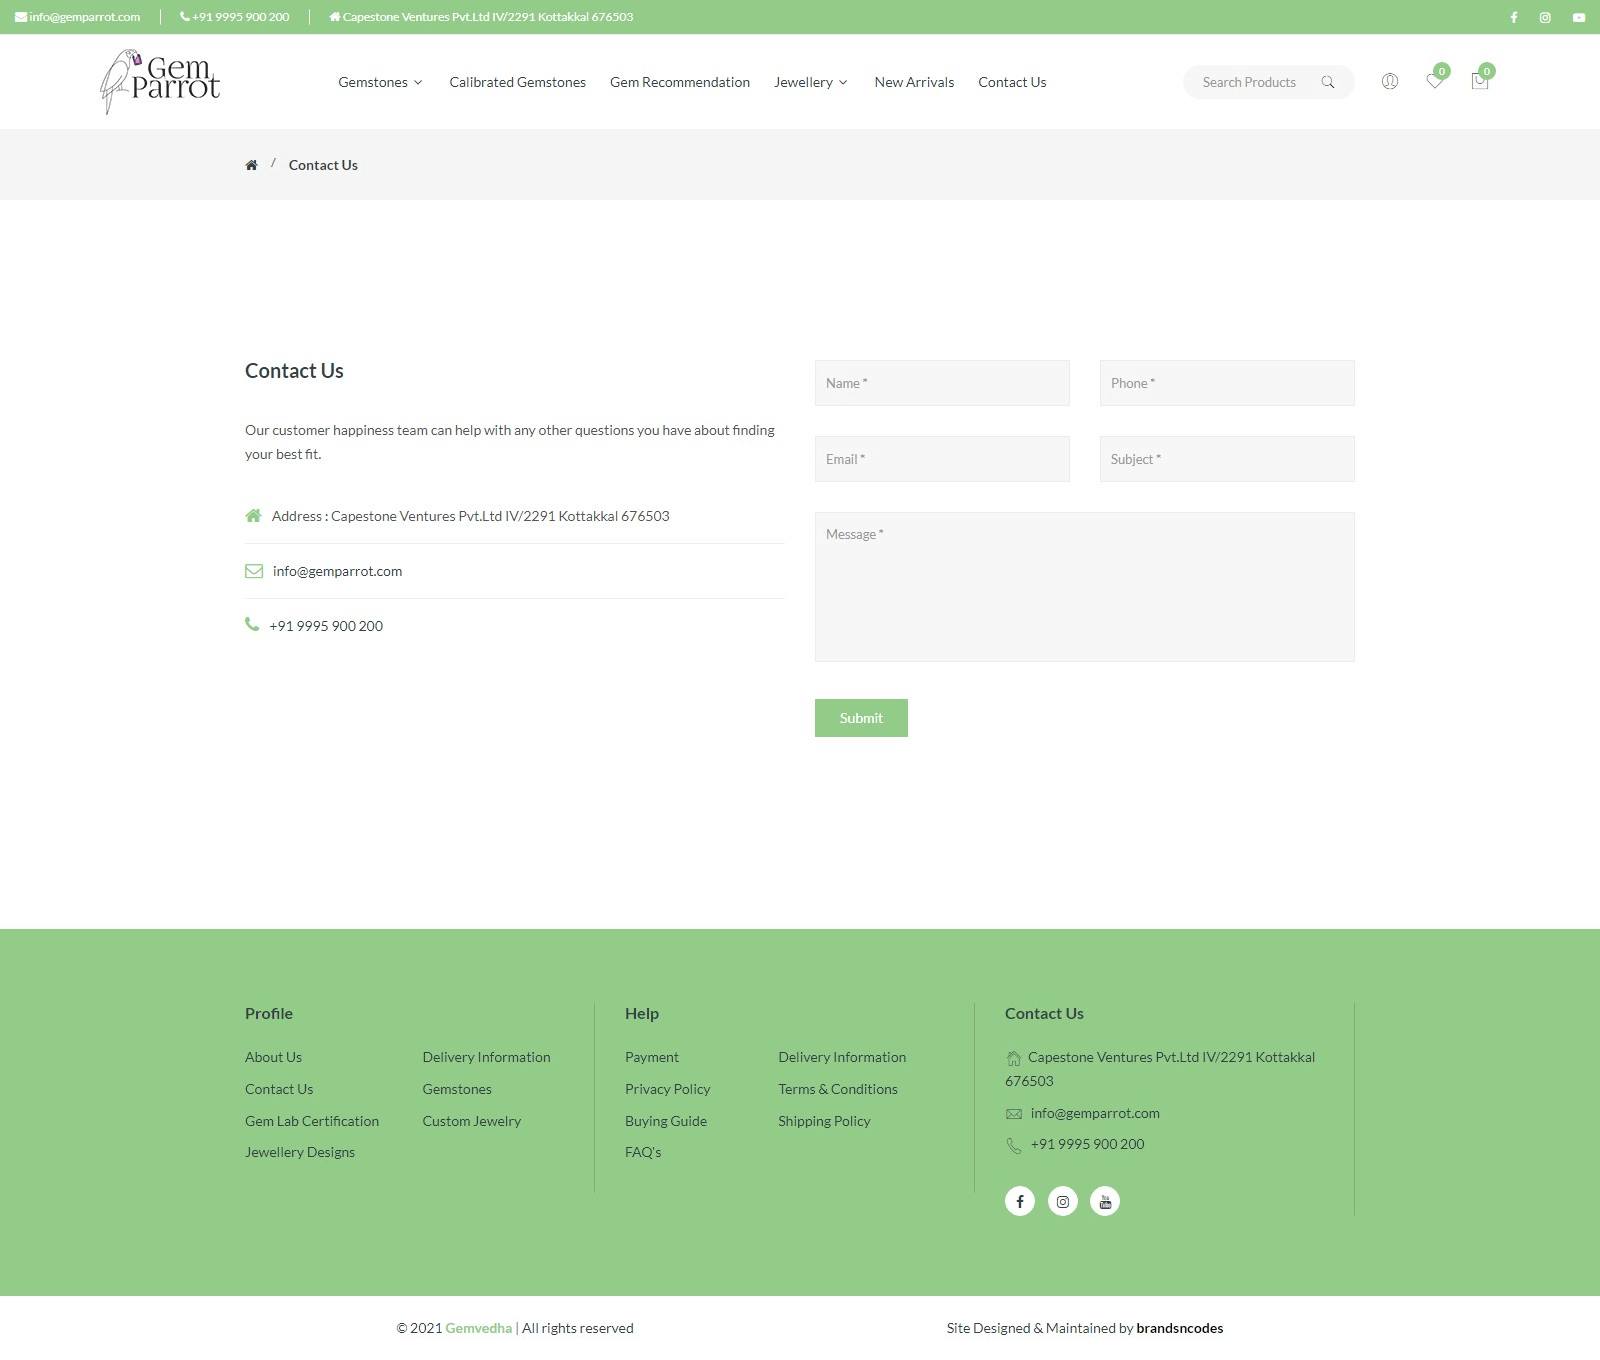 info@gemparrot.com
+91 9995 900 200
Capestone Ventures Pvt.Ltd IV/2291 Kottakkal 676503
Gem
Parrot
Gemstones
Calibrated Gemstones
Gem Recommendation
Jewellery
New Arrivals
Contact Us
Search Products
0
0
/ Contact Us
Contact Us
Our customer happiness team can help with any other questions you have about finding
your best fit.
Address : Capestone Ventures Pvt.Ltd IV/2291 Kottakkal 676503
info@gemparrot.com
+91 9995 900 200
Name *
Phone *
Email *
Subject *
Message *
Submit
Profile
About Us
Contact Us
Gem Lab Certification
Jewellery Designs
Delivery Information
Gemstones
Custom Jewelry
Help
Payment
Privacy Policy
Buying Guide
FAQ's
Delivery Information
Terms & Conditions
Shipping Policy
Contact Us
Capestone Ventures Pvt.Ltd IV/2291 Kottakkal
676503
info@gemparrot.com
+91 9995 900 200
You
Tube
© 2021 Gemvedha | All rights reserved
Site Designed & Maintained by brandsncodes